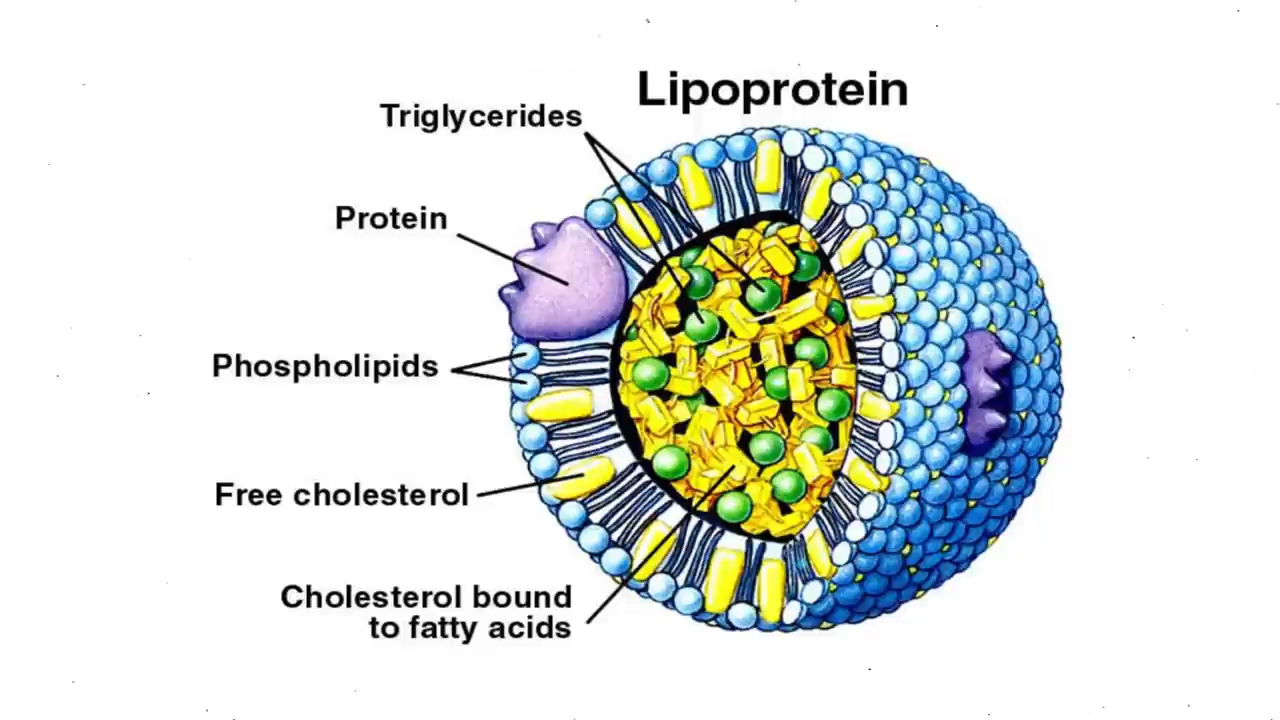 Lipoprotein
Triglycerides
Protein
Phospholipids
Free cholesterol
Cholesterol bound
to fatty acids